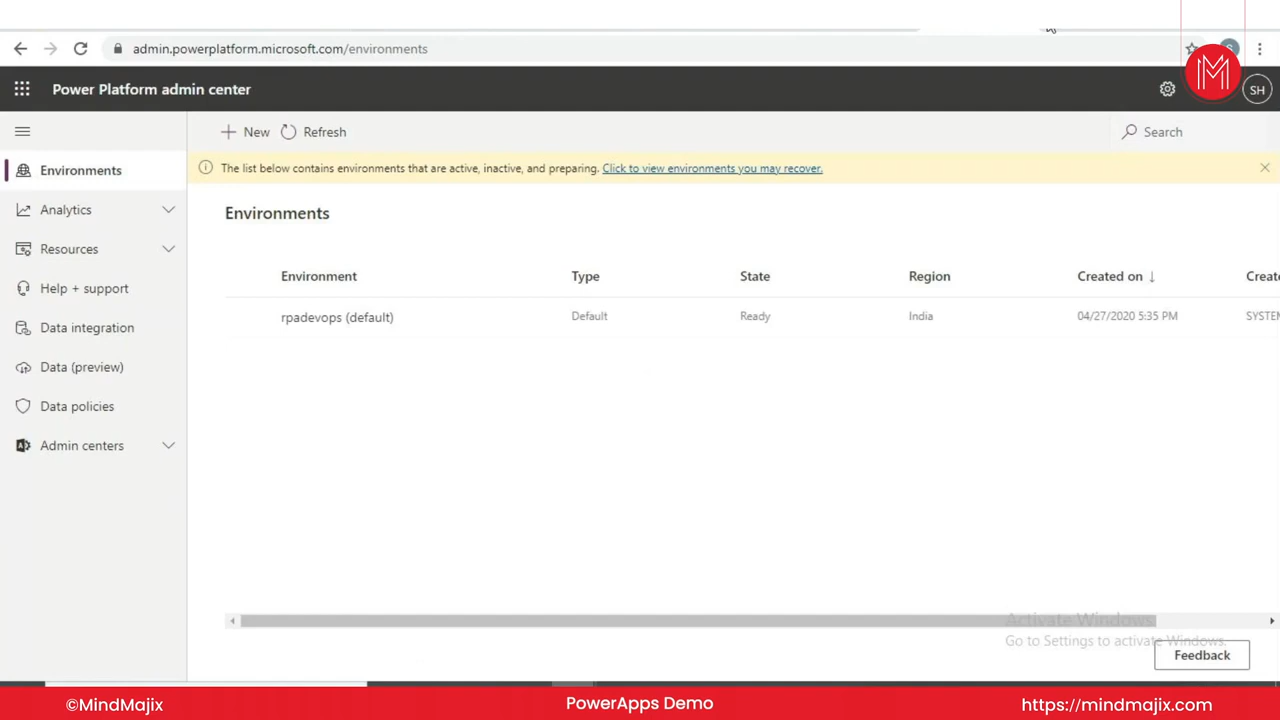 admin.powerplatform.microsoft.com/environments
Power Platform admin center
SH
New
Refresh
Search
Environments
The list below contains environments that are active, inactive, and preparing. Click to view environments you may recover.
Analytics
Environments
Resources
Help + support
Environment Type State Region Created on ↓ Create
Data integration
rpadevops (default) Default Ready India 04/27/2020 5:35 PM SYSTEM
Data (preview)
Data policies
Admin centers
Activate Windows
Go to Settings to activate Windows.
Feedback
©MindMajix
PowerApps Demo
https://mindmajix.com